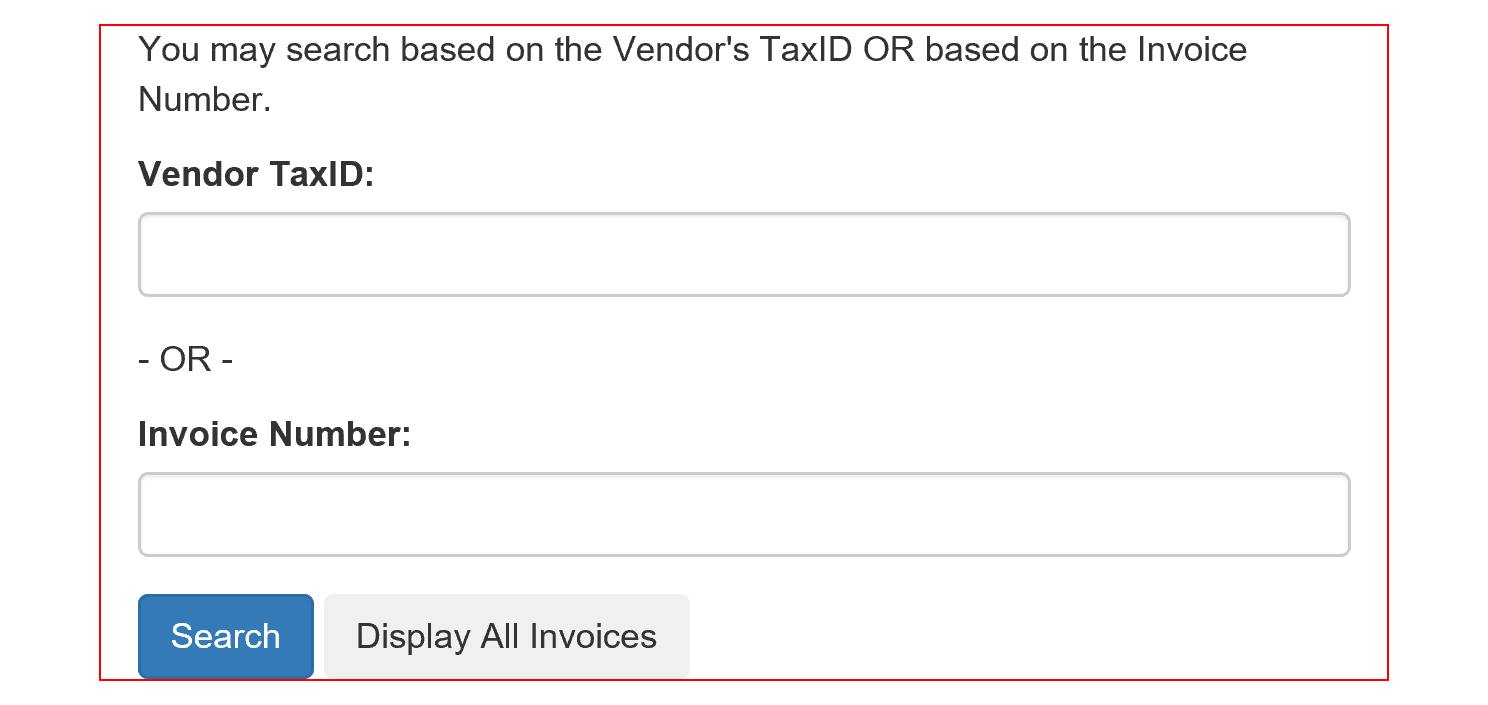 You may search based on the Vendor's TaxID OR based on the Invoice
Number.
Vendor TaxID:
- OR -
Invoice Number:
Search Display All Invoices